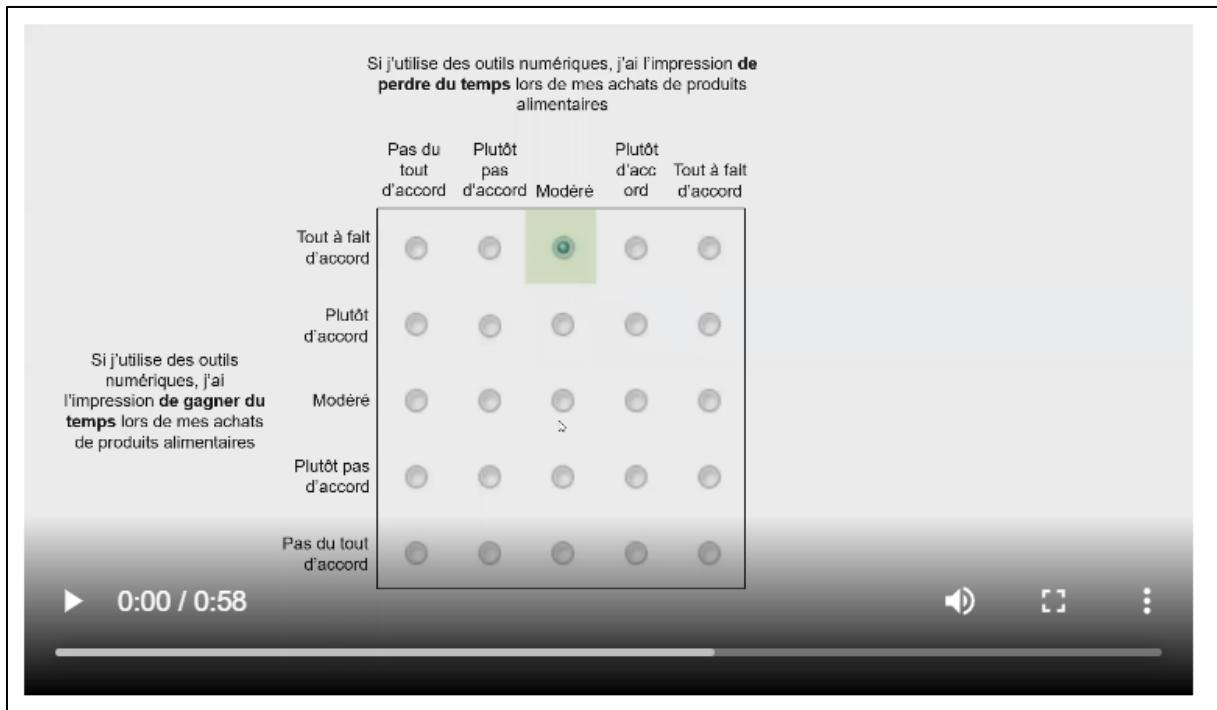 Si j'utilise des outils numériques, j'ai l'impression de
perdre du temps lors de mes achats de produits
alimentaires
Pas du
tout
d'accord
Plutôt
pas
d'accord
Modéré
Plutôt
d'acc
ord
Tout à fait
d'accord
Tout à fait
d'accord
Plutôt
d'accord
Si j'utilise des outils
numériques, j'ai
l'impression de gagner du
temps lors de mes achats
de produits alimentaires
Modéré
Plutôt pas
d'accord
Pas du tout
d'accord
0:00 / 0:58